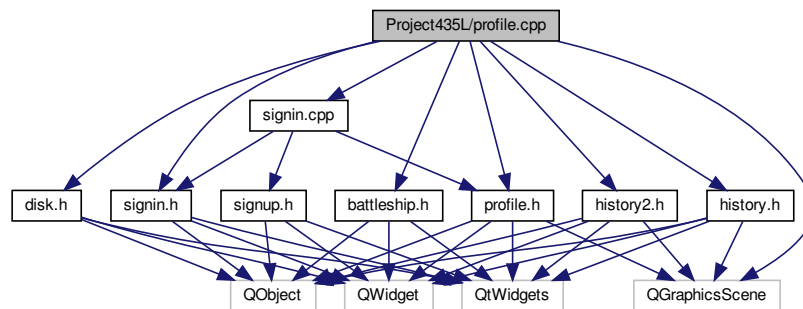 Project435L/profile.cpp
signin.cpp
disk.h
signin.h
signup.h
battleship.h
profile.h
history2.h
history.h
QObject
QWidget
QtWidgets
QGraphicsScene